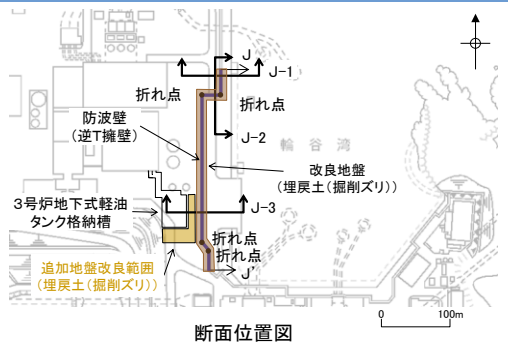 J
J-1
折れ点
折れ点
防波壁
(逆T擁壁)
J-2
輪谷湾
改良地盤
(埋戻土(掘削ズリ))
3号炉地下式軽油
タンク格納槽
J-3
折れ点
折れ点
追加地盤改良範囲
(埋戻土(掘削ズリ))
J'
断面位置図
0 100m